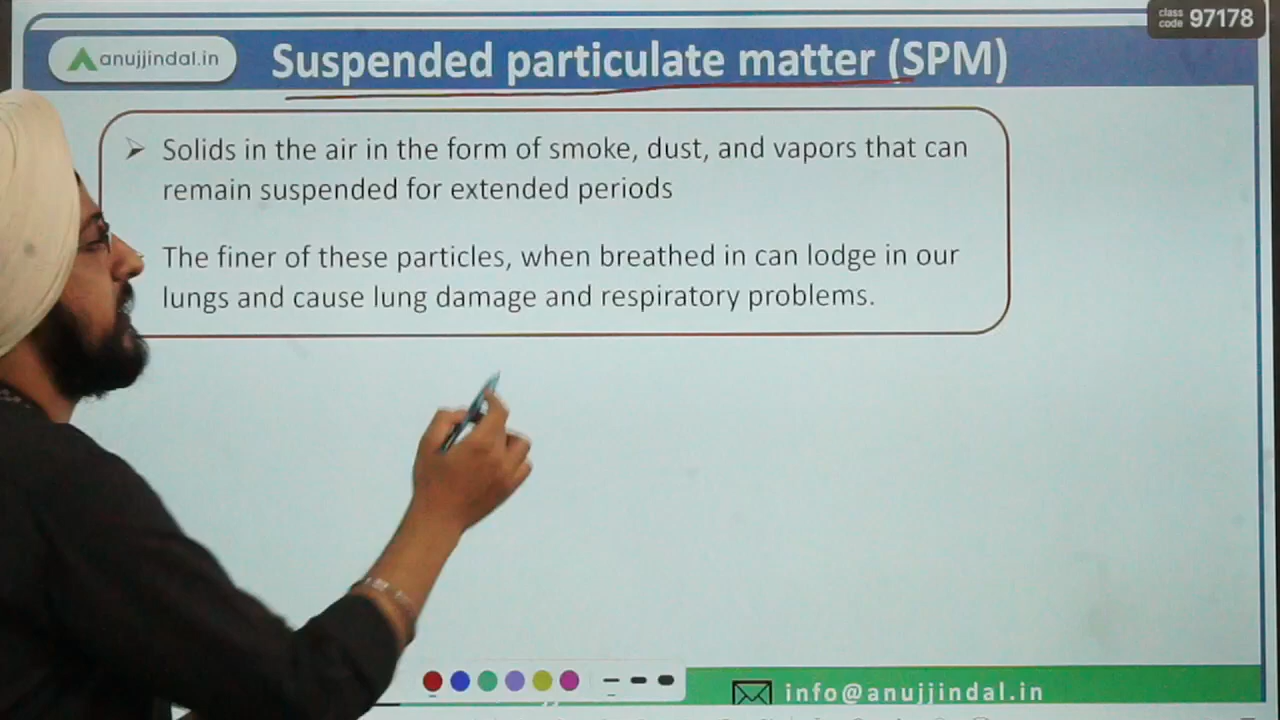 class code 97178
anujjindal.in
Suspended particulate matter (SPM)
Solids in the air in the form of smoke, dust, and vapors that can
remain suspended for extended periods
The finer of these particles, when breathed in can lodge in our
lungs and cause lung damage and respiratory problems.
info@anujjindal.in